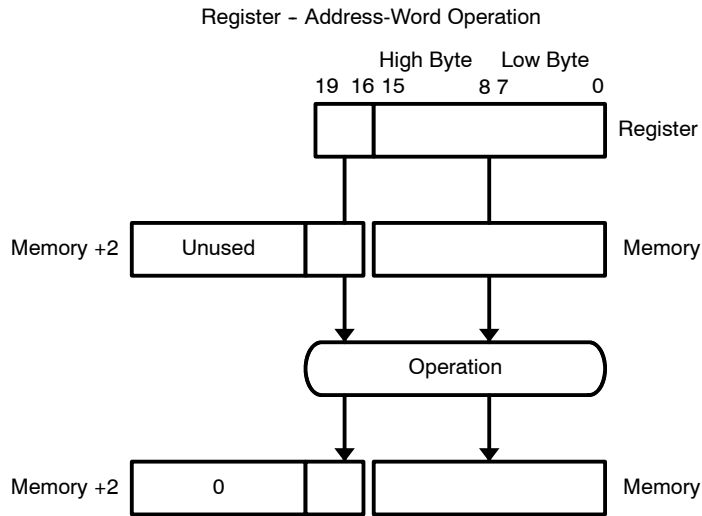 Register - Address-Word Operation
High Byte Low Byte
19 16 15 8 7 0
Register
Memory +2 Unused Memory
Operation
Memory +2 0 Memory